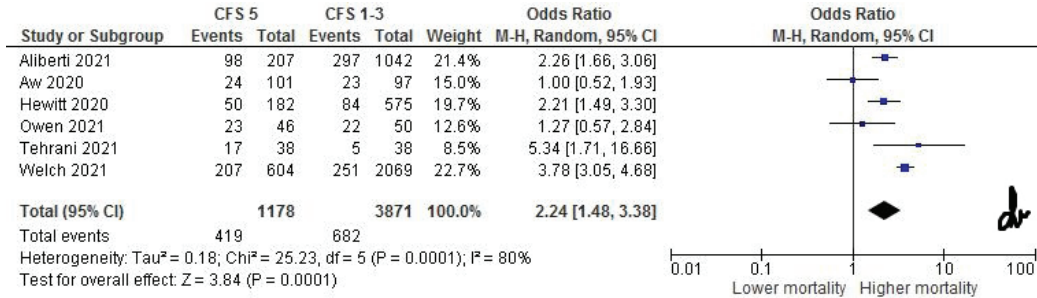 CFS 5 CFS 1-3 Odds Ratio Odds Ratio
Study or Subgroup Events Total Events Total Weight M-H, Random, 95% CI M-H, Random, 95% CI
Aliberti 2021 98 207 297 1042 21.4% 2.26 [1.66, 3.06]
Aw 2020 24 101 23 97 15.0% 1.00 [0.52, 1.93]
Hewitt 2020 50 182 84 575 19.7% 2.21 [1.49, 3.30]
Owen 2021 23 46 22 50 12.6% 1.27 [0.57, 2.84]
Tehrani 2021 17 38 5 38 8.5% 5.34 [1.71, 16.66]
Welch 2021 207 604 251 2069 22.7% 3.78 [3.05, 4.68]
Total (95% CI) 1178 3871 100.0% 2.24 [1.48, 3.38]
Total events 419 682
Heterogeneity: Tau² = 0.18; Chi² = 25.23, df = 5 (P = 0.0001); I² = 80%
Test for overall effect: Z = 3.84 (P = 0.0001)
0.01 0.1 1 10 100
Lower mortality Higher mortality